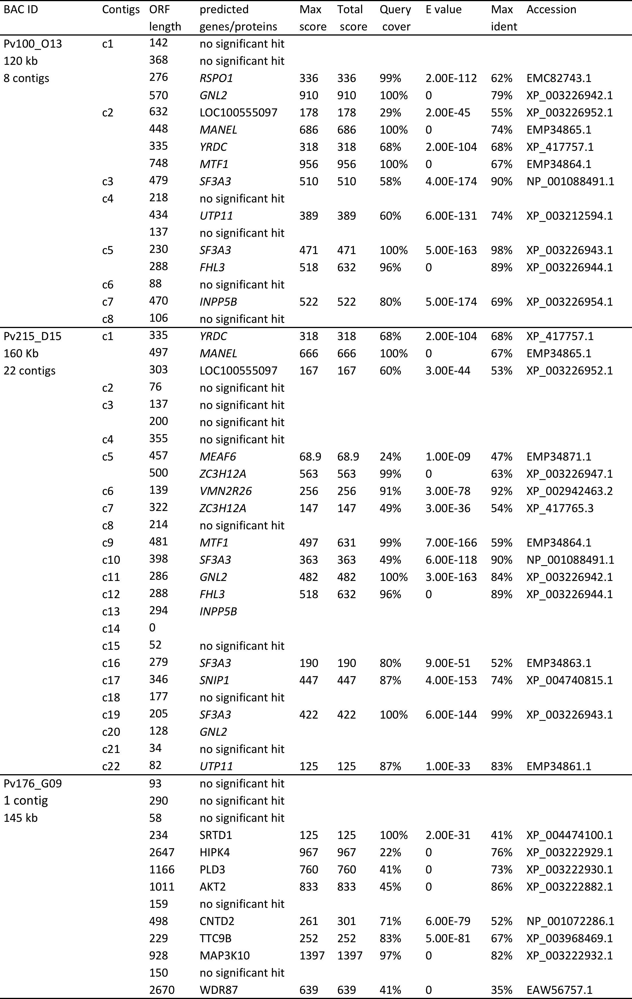 BAC ID Contigs ORF length predicted genes/proteins Max score Total score Query cover E value Max ident Accession
Pv100_O13 c1 142 no significant hit
120 kb 368 no significant hit
8 contigs 276 RSPO1 336 336 99% 2.00E-112 62% EMC82743.1
570 GNL2 910 910 100% 0 79% XP_003226942.1
c2 632 LOC100555097 178 178 29% 2.00E-45 55% XP_003226952.1
448 MANEL 686 686 100% 0 74% EMP34865.1
335 YRDC 318 318 68% 2.00E-104 68% XP_417757.1
748 MTF1 956 956 100% 0 67% EMP34864.1
c3 479 SF3A3 510 510 58% 4.00E-174 90% NP_001088491.1
c4 218 no significant hit
434 UTP11 389 389 60% 6.00E-131 74% XP_003212594.1
137 no significant hit
c5 230 SF3A3 471 471 100% 5.00E-163 98% XP_003226943.1
288 FHL3 518 632 96% 0 89% XP_003226944.1
c6 88 no significant hit
c7 470 INPP5B 522 522 80% 5.00E-174 69% XP_003226954.1
c8 106 no significant hit
Pv215_D15 c1 335 YRDC 318 318 68% 2.00E-104 68% XP_417757.1
160 Kb 497 MANEL 666 666 100% 0 67% EMP34865.1
22 contigs 303 LOC100555097 167 167 60% 3.00E-44 53% XP_003226952.1
c2 76 no significant hit
c3 137 no significant hit
200 no significant hit
c4 355 no significant hit
c5 457 MEAF6 68.9 68.9 24% 1.00E-09 47% EMP34871.1
500 ZC3H12A 563 563 99% 0 63% XP_003226947.1
c6 139 VMN2R26 256 256 91% 3.00E-78 92% XP_002942463.2
c7 322 ZC3H12A 147 147 49% 3.00E-36 54% XP_417765.3
c8 214 no significant hit
c9 481 MTF1 497 631 99% 7.00E-166 59% EMP34864.1
c10 398 SF3A3 363 363 49% 6.00E-118 90% NP_001088491.1
c11 286 GNL2 482 482 100% 3.00E-163 84% XP_003226942.1
c12 288 FHL3 518 632 96% 0 89% XP_003226944.1
c13 294 INPP5B
c14 0
c15 52 no significant hit
c16 279 SF3A3 190 190 80% 9.00E-51 52% EMP34863.1
c17 346 SNIP1 447 447 87% 4.00E-153 74% XP_004740815.1
c18 177 no significant hit
c19 205 SF3A3 422 422 100% 6.00E-144 99% XP_003226943.1
c20 128 GNL2
c21 34 no significant hit
c22 82 UTP11 125 125 87% 1.00E-33 83% EMP34861.1
Pv176_G09 93 no significant hit
1 contig 290 no significant hit
145 kb 58 no significant hit
234 SRTD1 125 125 100% 2.00E-31 41% XP_004474100.1
2647 HIPK4 967 967 22% 0 76% XP_003222929.1
1166 PLD3 760 760 41% 0 73% XP_003222930.1
1011 AKT2 833 833 45% 0 86% XP_003222882.1
159 no significant hit
498 CNTD2 261 301 71% 6.00E-79 52% NP_001072286.1
229 TTC9B 252 252 83% 5.00E-81 67% XP_003968469.1
928 MAP3K10 1397 1397 97% 0 82% XP_003222932.1
150 no significant hit
2670 WDR87 639 639 41% 0 35% EAW56757.1